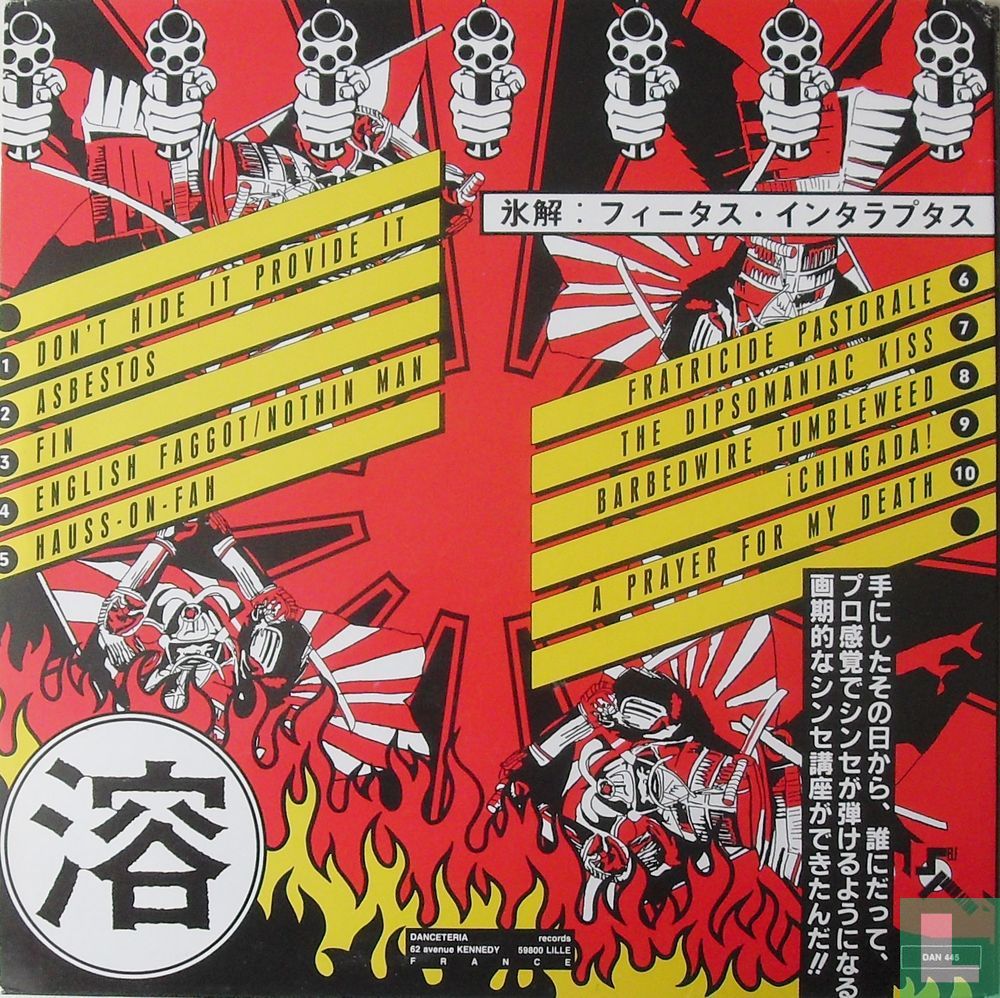 氷解：フィータス・インタラプタス
1 DON'T HIDE IT PROVIDE IT
2 ASBESTOS
3 FIN
4 ENGLISH FAGGOT/NOTHIN MAN
5 HAUSS-ON-FAH
FRATRICIDE PASTORALE 6
THE DIPSOMANIAC KISS 7
BARBEDWIRE TUMBLEWEED 8
¡CHINGADA! 9
A PRAYER FOR MY DEATH 10
手にしたその日から、誰にだって、
プロ感覚でシンセが弾けるようになる
画期的なシンセ講座ができたんだ!!
溶
DANCETERIA records
62 avenue KENNEDY 59800 LILLE
FRANCE
DAN 445